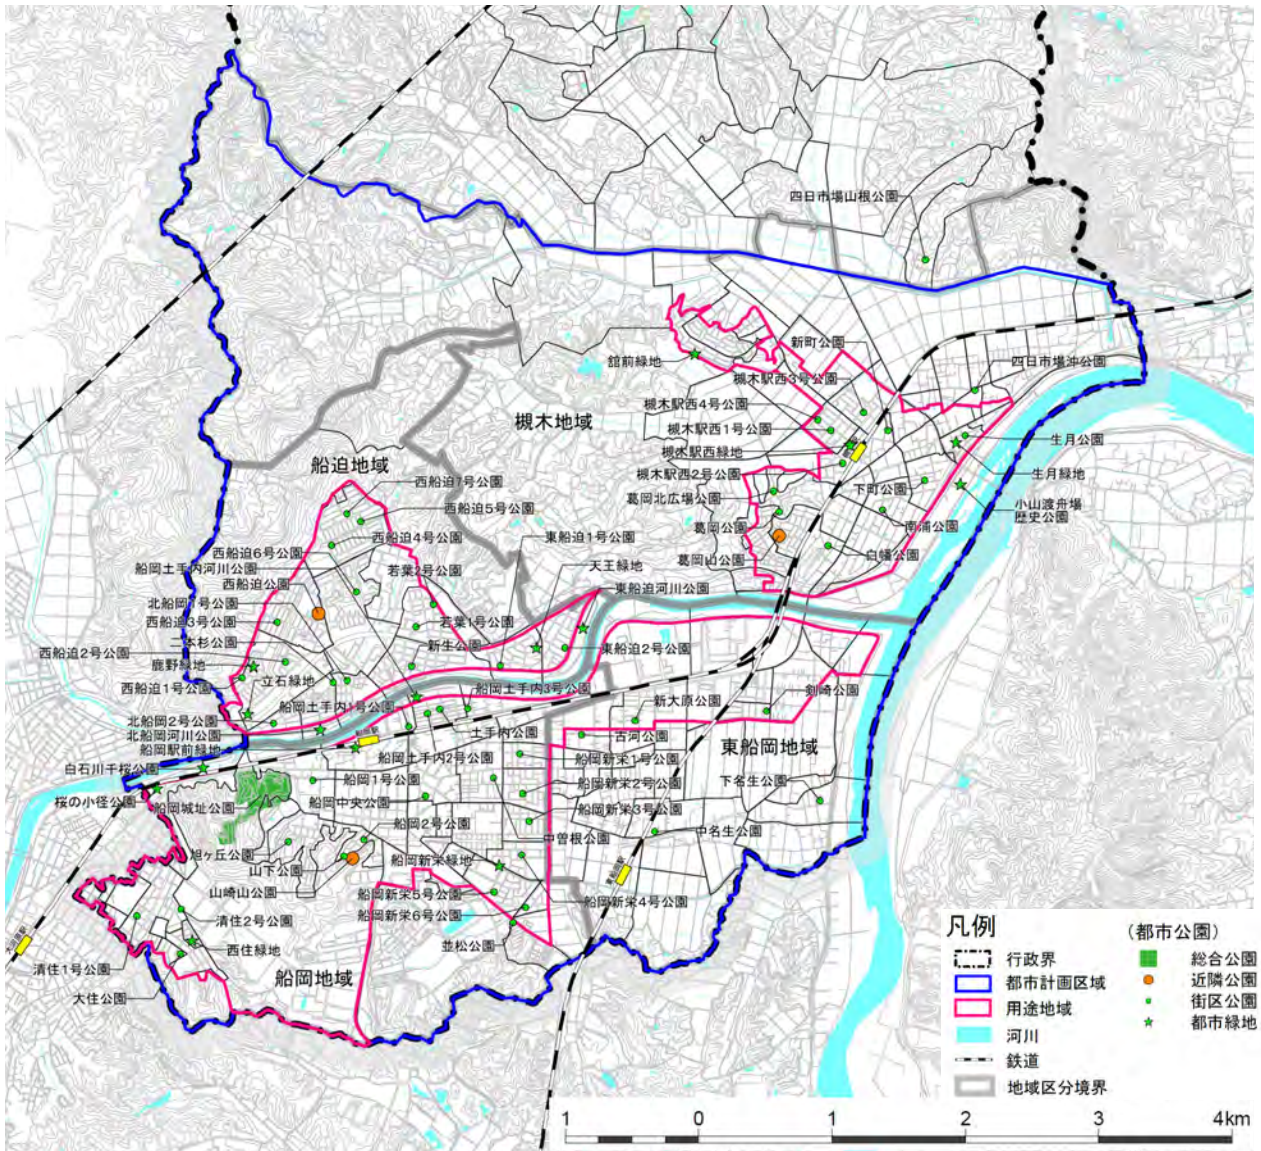 四日市場山根公園
新町公園
舘前緑地
四日市場沖公園
槻木駅西3号公園
槻木駅西4号公園
槻木地域
槻木駅西1号公園
生月公園
槻木駅西緑地
船迫地域
槻木駅西2号公園
生月緑地
西船迫7号公園
下町公園
葛岡北広場公園
小山渡舟場
歴史公園
西船迫5号公園
南浦公園
葛岡公園
西船迫4号公園
東船迫1号公園
西船迫6号公園
白幡公園
葛岡山公園
船岡土手内河川公園
天王緑地
若葉2号公園
西船迫公園
東船迫河川公園
北船岡1号公園
西船迫3号公園
若葉1号公園
二本杉公園
新生公園
東船迫2号公園
西船迫2号公園
鹿野緑地
立石緑地
西船迫1号公園
船岡土手内3号公園
剣崎公園
新大原公園
船岡土手内1号公園
北船岡2号公園
土手内公園
古河公園
北船岡河川公園
船岡駅
東船岡地域
船岡駅前緑地
船岡土手内2号公園
船岡新栄1号公園
白石川千桜公園
船岡1号公園
船岡新栄2号公園
下名生公園
桜の小径公園
船岡城址公園
船岡中央公園
船岡新栄3号公園
船岡2号公園
中曽根公園
中名生公園
旭ヶ丘公園
船岡新栄緑地
山下公園
東船岡駅
山崎山公園
船岡新栄5号公園
船岡新栄4号公園
清住2号公園
船岡新栄6号公園
大河原駅
西住緑地
並松公園
清住1号公園
船岡地域
大住公園
凡例
行政界
都市計画区域
用途地域
河川
鉄道
地域区分境界
（都市公園）
総合公園
近隣公園
街区公園
都市緑地
1 0 1 2 3 4km